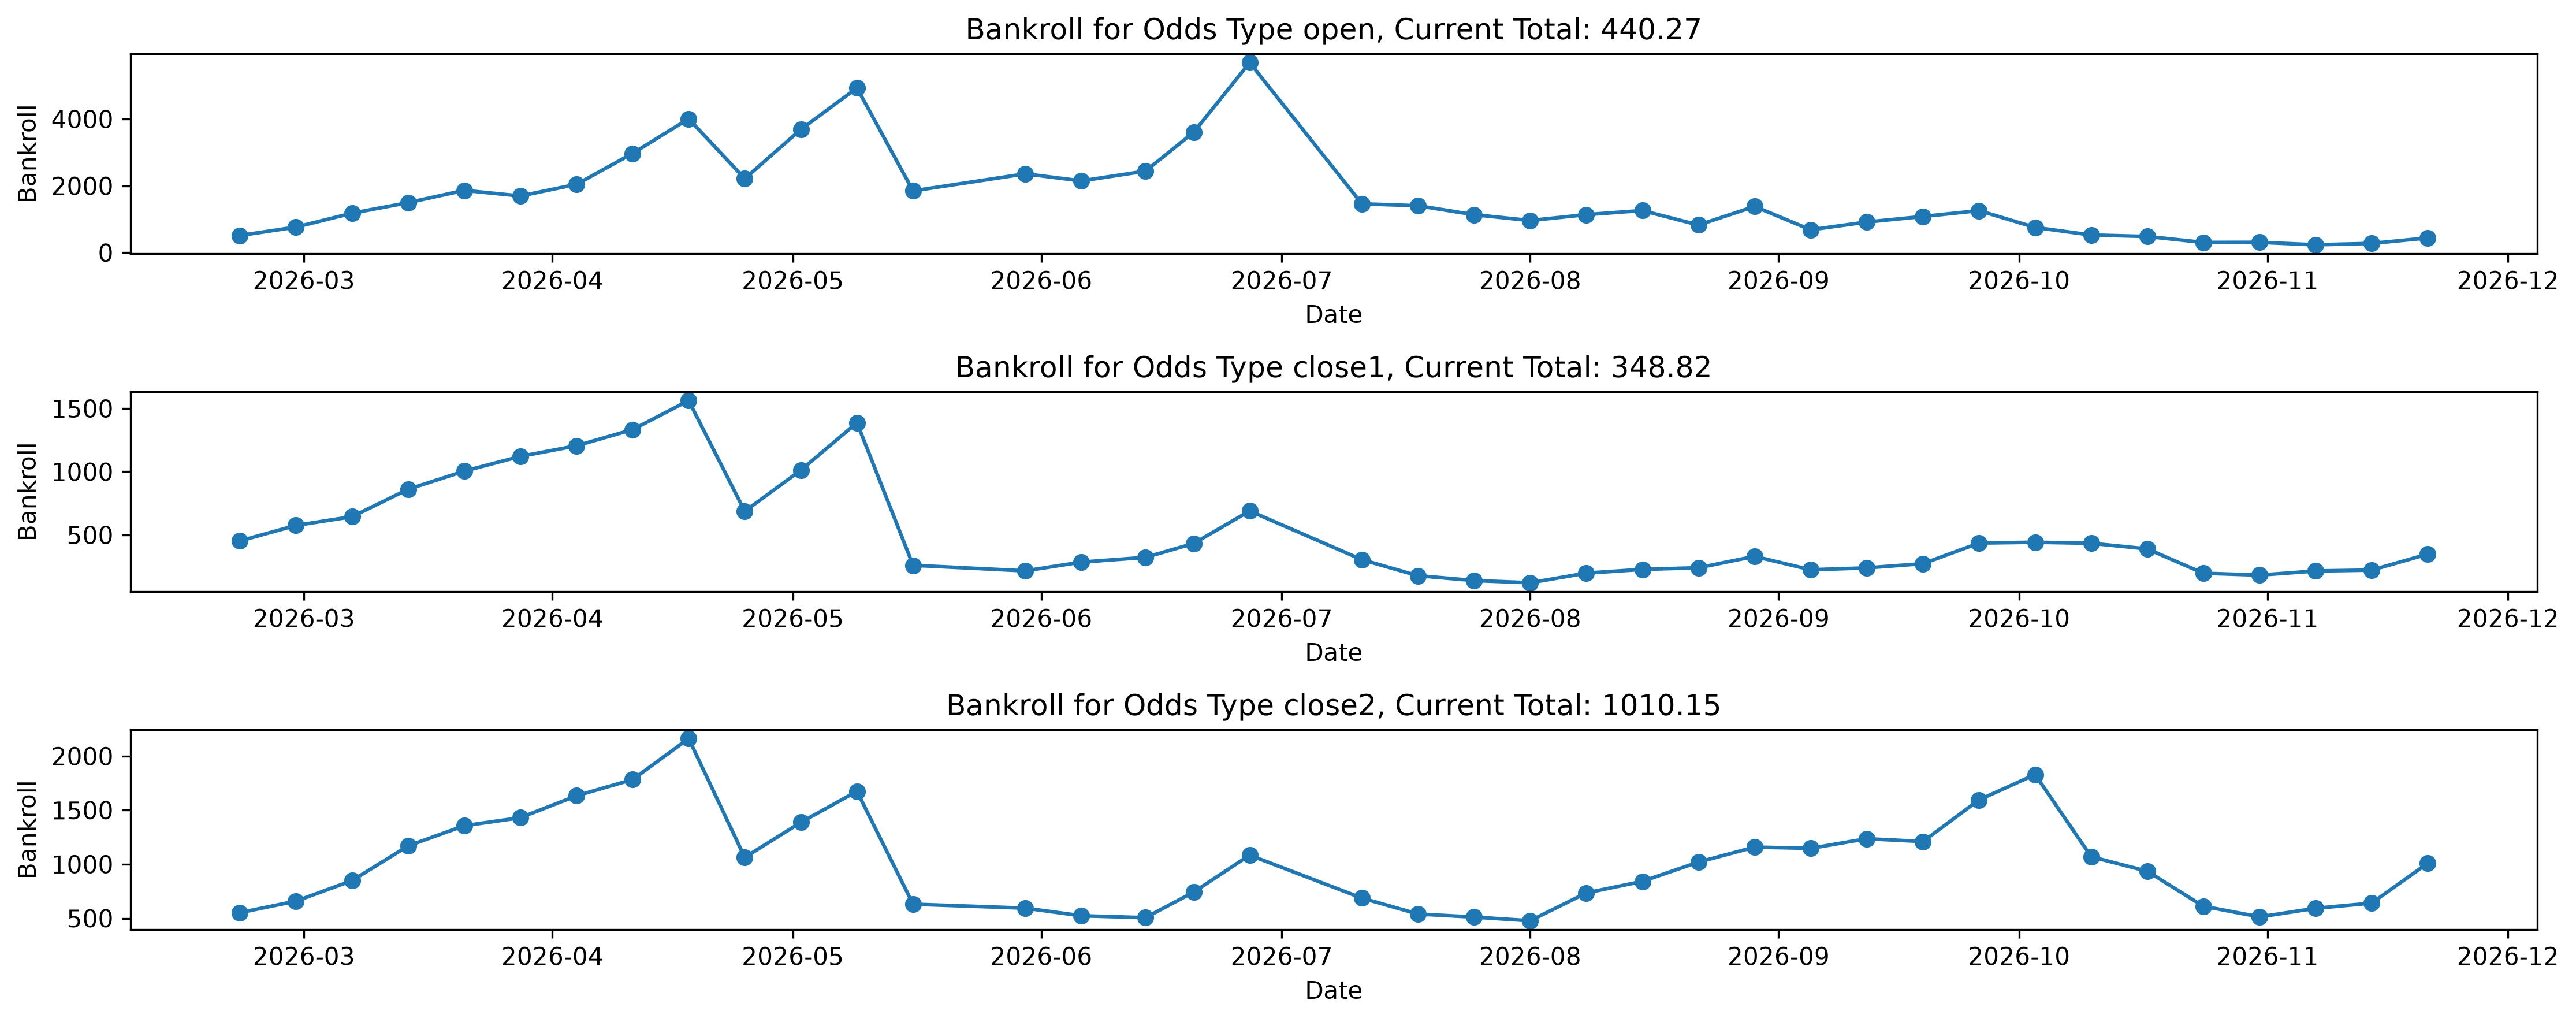 Bankroll for Odds Type open, Current Total: 440.27
Bankroll
4000
2000
0
2026-03 2026-04 2026-05 2026-06 2026-07 2026-08 2026-09 2026-10 2026-11 2026-12
Date
Bankroll for Odds Type close1, Current Total: 348.82
Bankroll
1500
1000
500
2026-03 2026-04 2026-05 2026-06 2026-07 2026-08 2026-09 2026-10 2026-11 2026-12
Date
Bankroll for Odds Type close2, Current Total: 1010.15
Bankroll
2000
1500
1000
500
2026-03 2026-04 2026-05 2026-06 2026-07 2026-08 2026-09 2026-10 2026-11 2026-12
Date